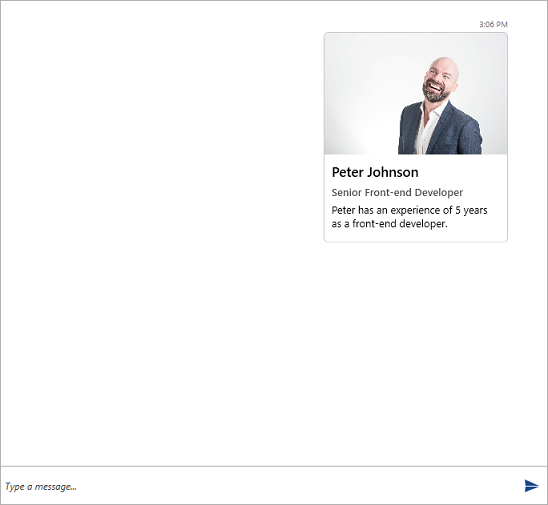 3:06 PM
Peter Johnson
Senior Front-end Developer
Peter has an experience of 5 years
as a front-end developer.
Type a message...